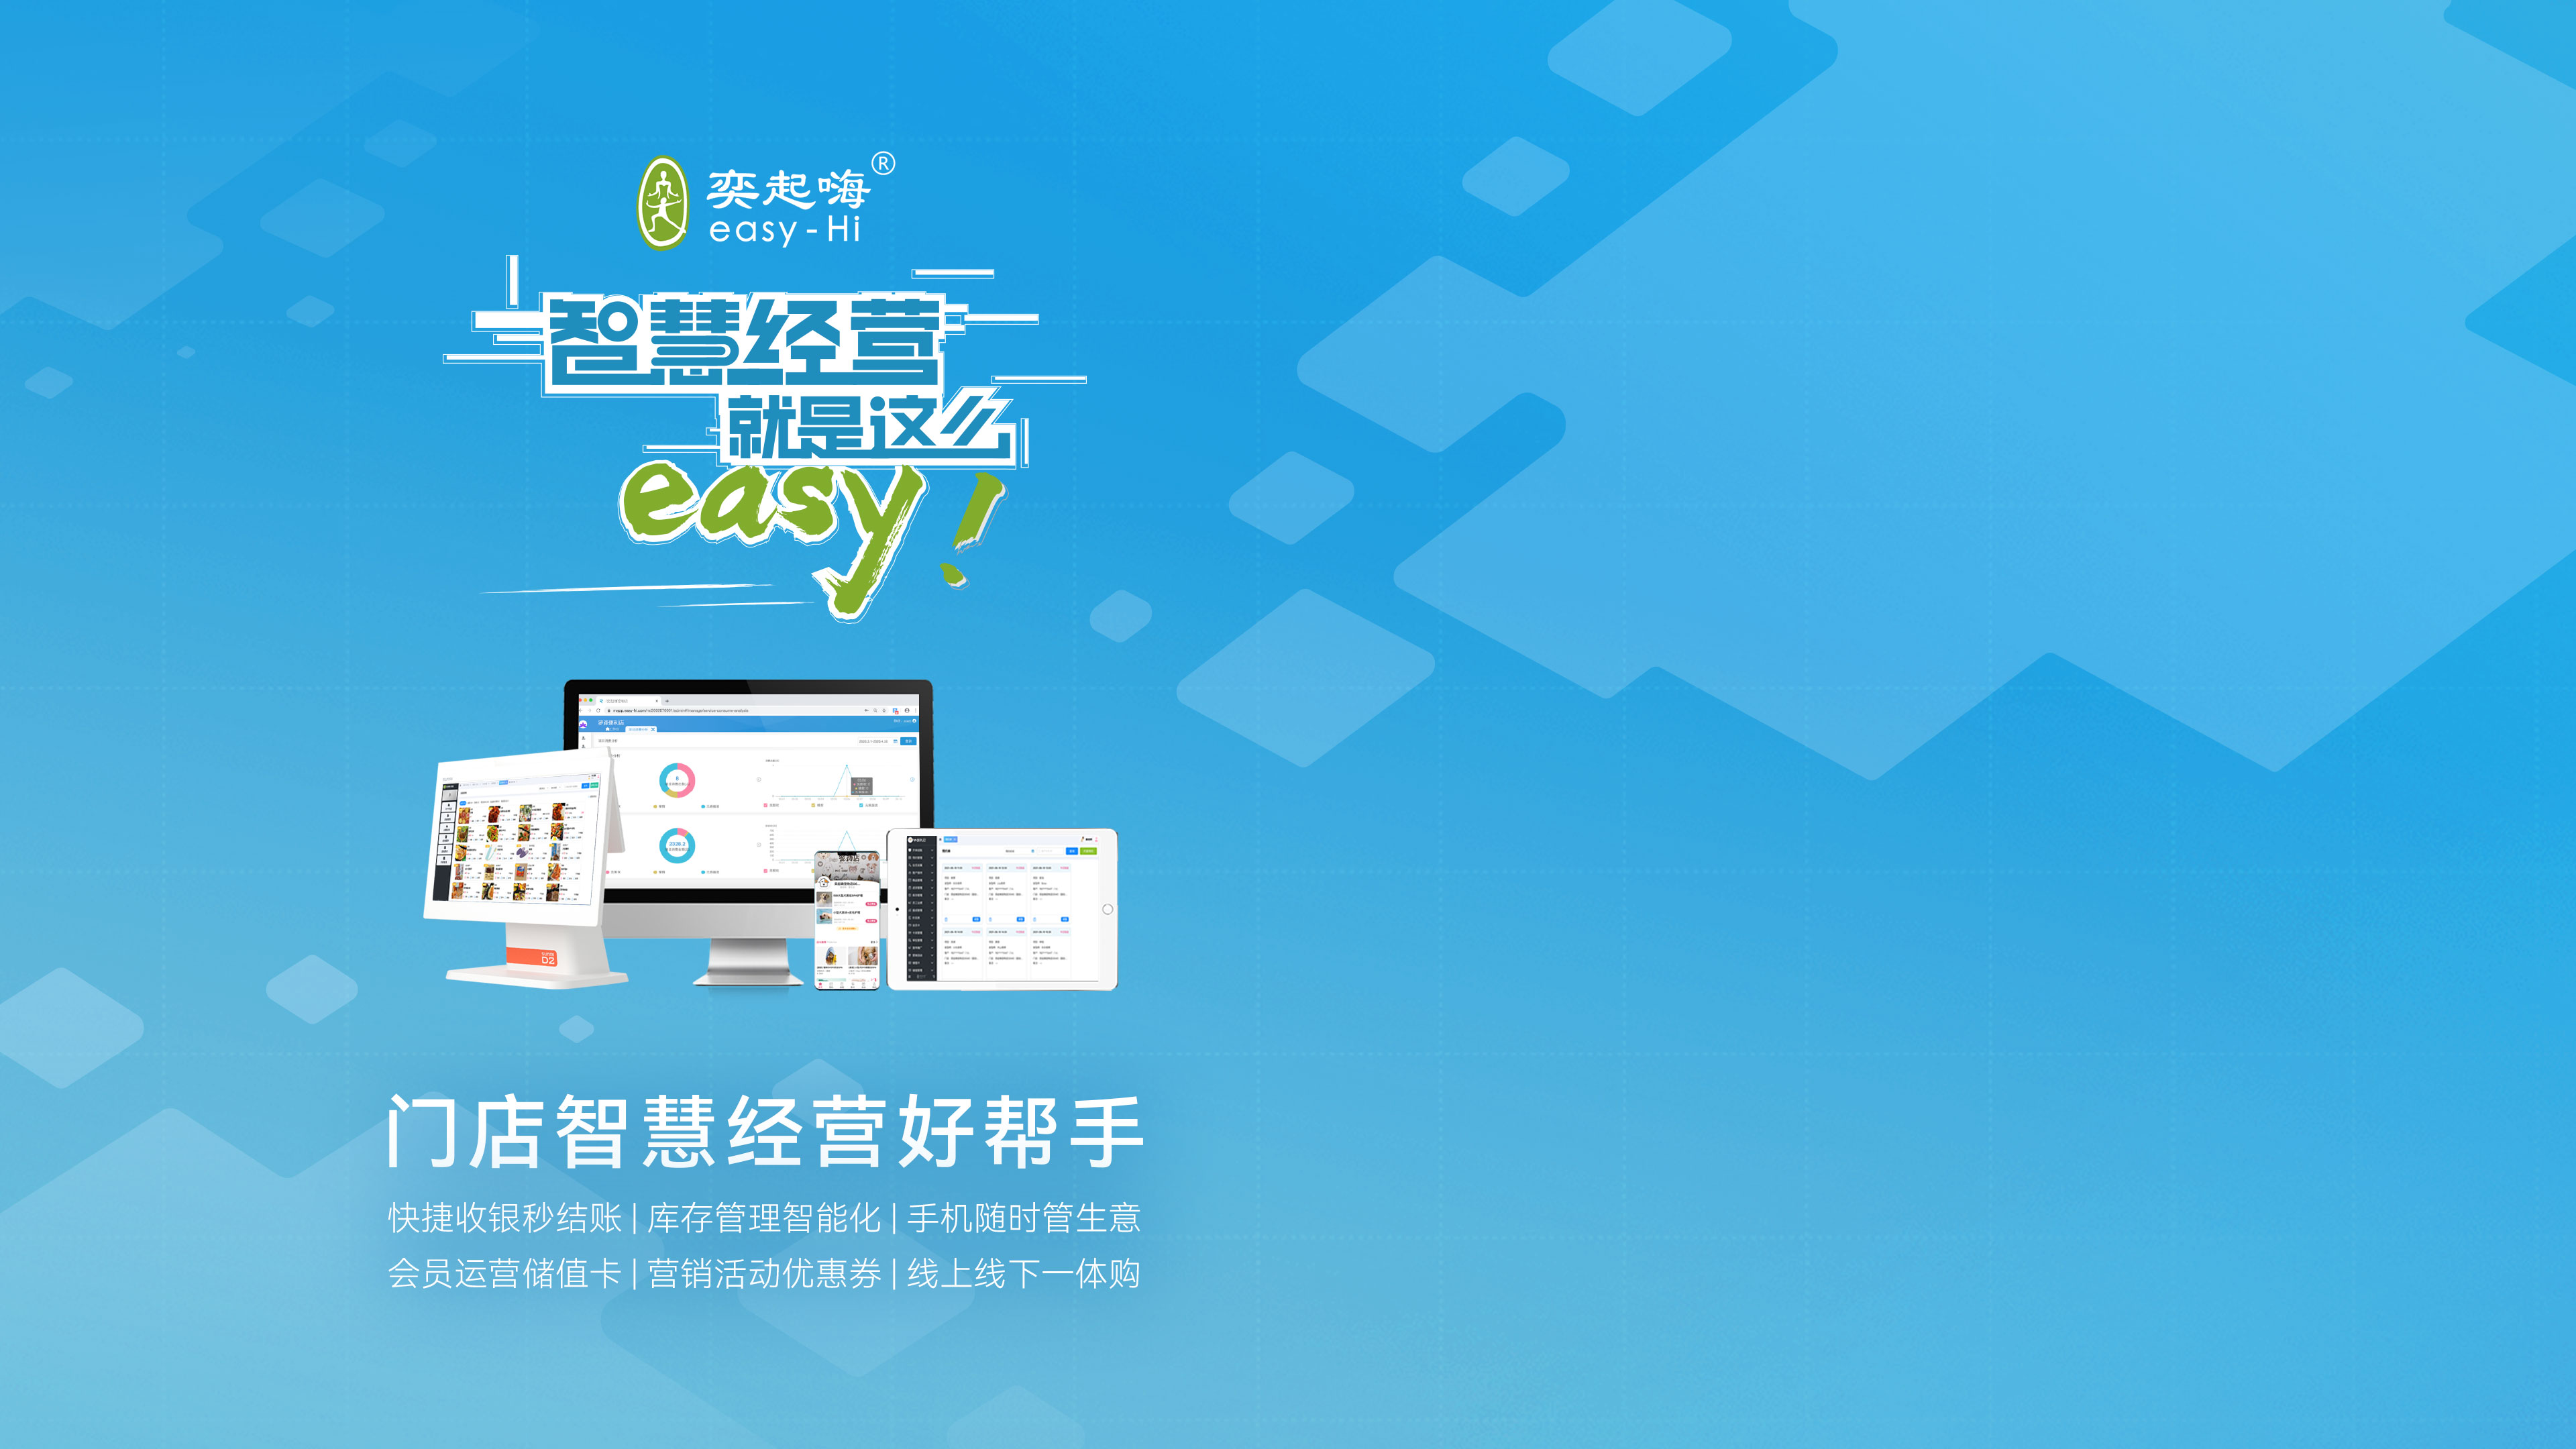 奕起嗨®
easy-Hi
智慧经营
就是这么
easy!
SUNMI
D2
门店智慧经营好帮手
快捷收银秒结账 | 库存管理智能化 | 手机随时管生意
会员运营储值卡 | 营销活动优惠券 | 线上线下一体购